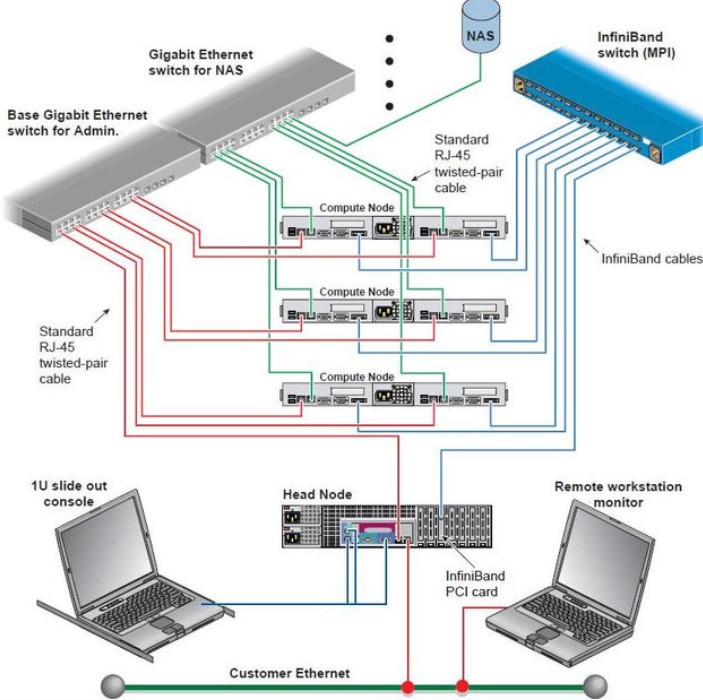 NAS
InfiniBand
switch (MPI)
Gigabit Ethernet
switch for NAS
Base Gigabit Ethernet
switch for Admin.
Standard
RJ-45
twisted-pair
cable
Compute Node
InfiniBand cables
Compute Node
Standard
RJ-45
twisted-pair
cable
Compute Node
1U slide out
console
Head Node
Remote workstation
monitor
InfiniBand
PCI card
Customer Ethernet